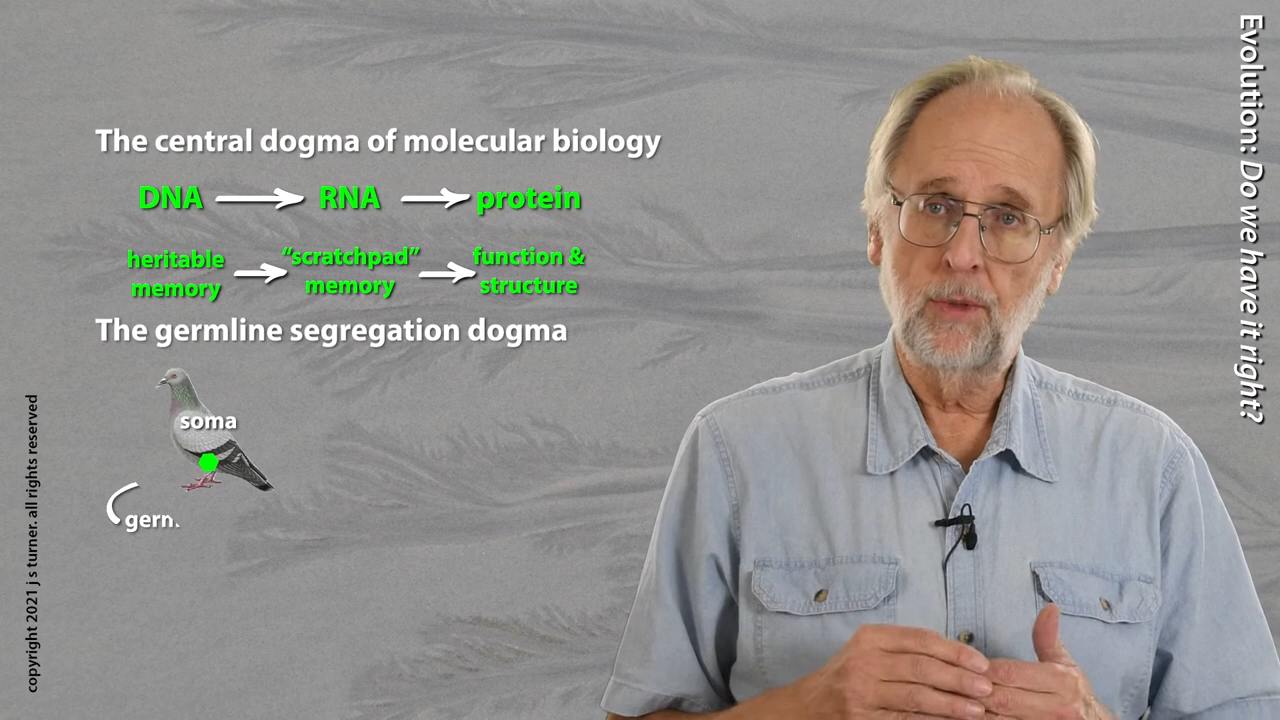 The central dogma of molecular biology
DNA → RNA → protein
heritable memory → "scratchpad" memory → function & structure
The germline segregation dogma
soma
gern.
copyright 2021 j s turner. all rights reserved
Evolution: Do we have it right?